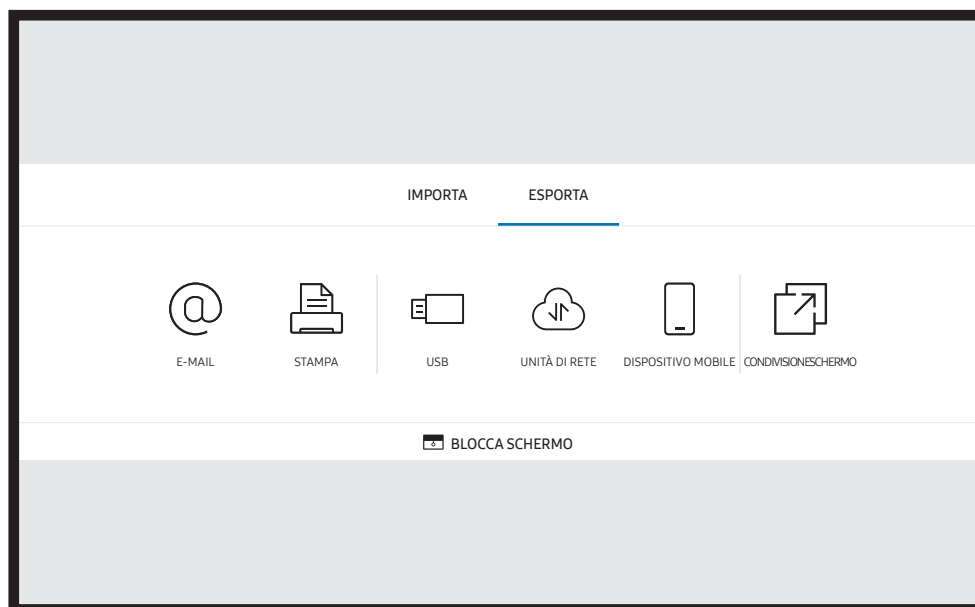 IMPORTA ESPORTA
E-MAIL STAMPA USB UNITÀ DI RETE DISPOSITIVO MOBILE CONDIVISIONESCHERMO
BLOCCA SCHERMO